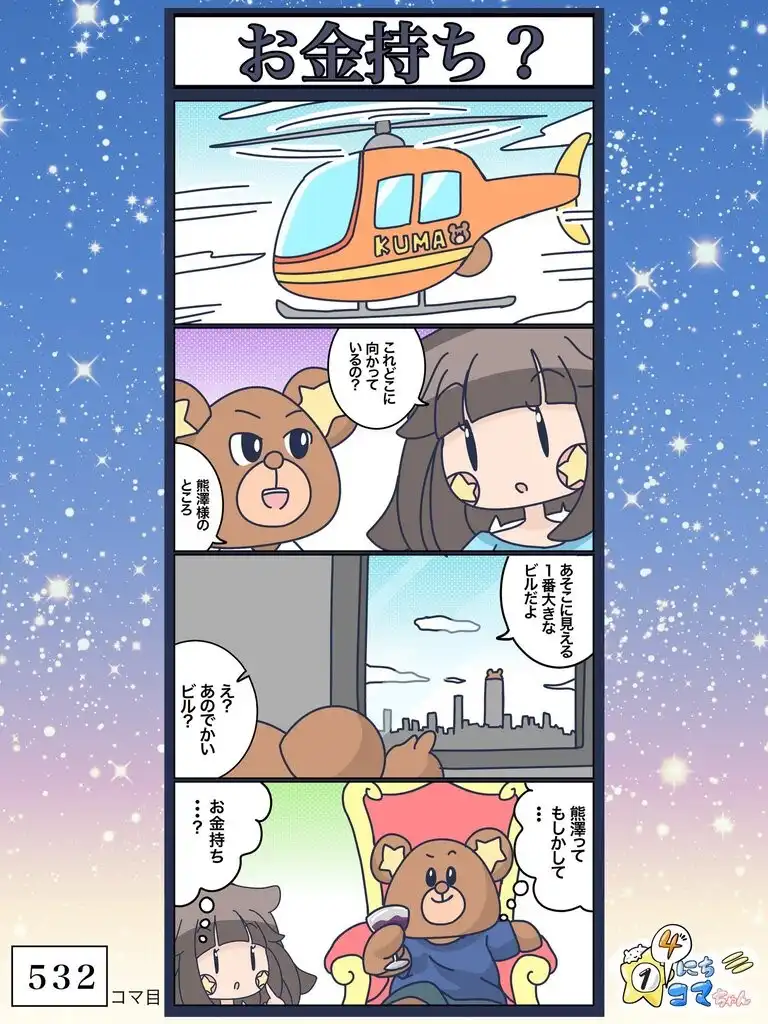 お金持ち？
KUMA
これどこに
向かって
いるの？
熊澤様の
ところ
あそこに見える
1番大きな
ビルだよ
え？
あのでかい
ビル？
熊澤って
もしかして
…
お金持ち
…？
532
コマ目
1
4
にち
コマちゃん